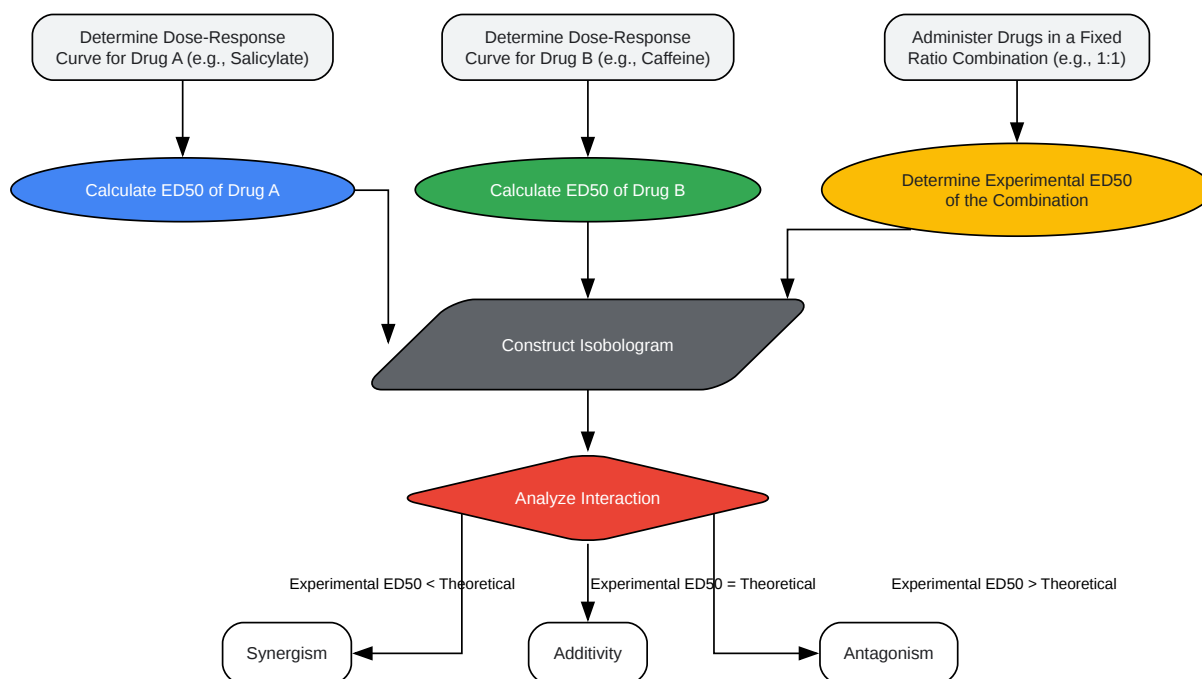 Determine Dose-Response
Curve for Drug A (e.g., Salicylate)
Determine Dose-Response
Curve for Drug B (e.g., Caffeine)
Administer Drugs in a Fixed
Ratio Combination (e.g., 1:1)
Calculate ED50 of Drug A
Calculate ED50 of Drug B
Determine Experimental ED50
of the Combination
Construct Isobologram
Analyze Interaction
Experimental ED50 < Theoretical
Experimental ED50 = Theoretical
Experimental ED50 > Theoretical
Synergism
Additivity
Antagonism